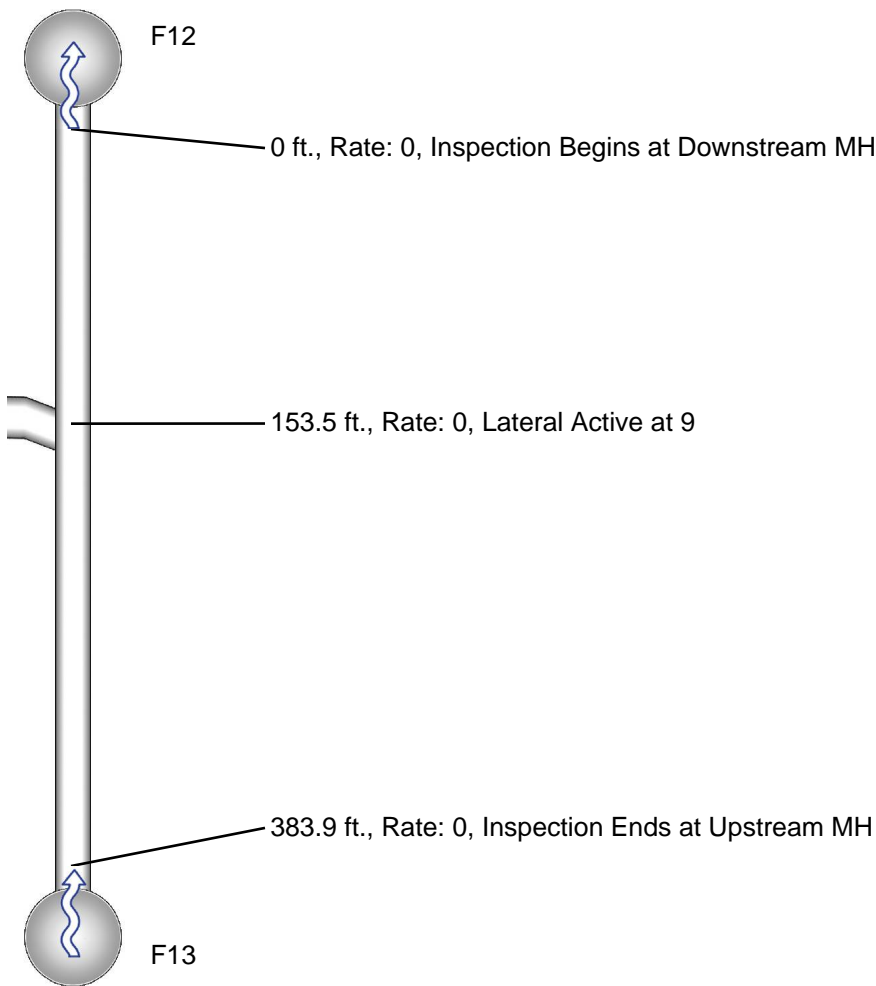 F12
0 ft., Rate: 0, Inspection Begins at Downstream MH
153.5 ft., Rate: 0, Lateral Active at 9
383.9 ft., Rate: 0, Inspection Ends at Upstream MH
F13